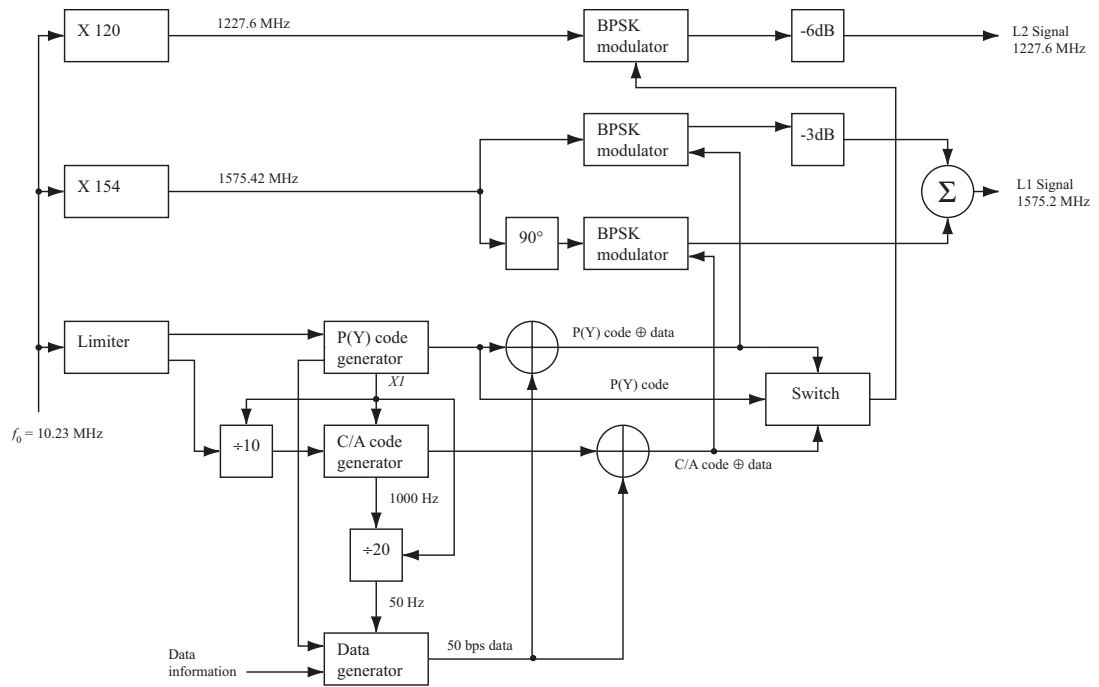 X 120
1227.6 MHz
BPSK
modulator
-6dB
L2 Signal
1227.6 MHz
BPSK
modulator
-3dB
X 154
1575.42 MHz
Σ
L1 Signal
1575.2 MHz
90°
BPSK
modulator
Limiter
P(Y) code
generator
P(Y) code ⊕ data
X1
P(Y) code
Switch
f0 = 10.23 MHz
÷10
C/A code
generator
C/A code ⊕ data
1000 Hz
÷20
50 Hz
Data
information
Data
generator
50 bps data